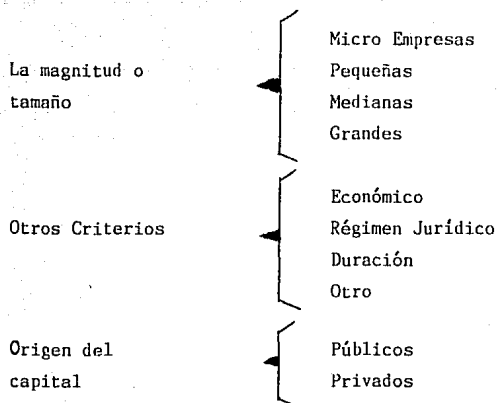 La magnitud o
tamaño
Micro Empresas
Pequeñas
Medianas
Grandes
Otros Criterios
Económico
Régimen Jurídico
Duración
Otro
Origen del
capital
Públicos
Privados